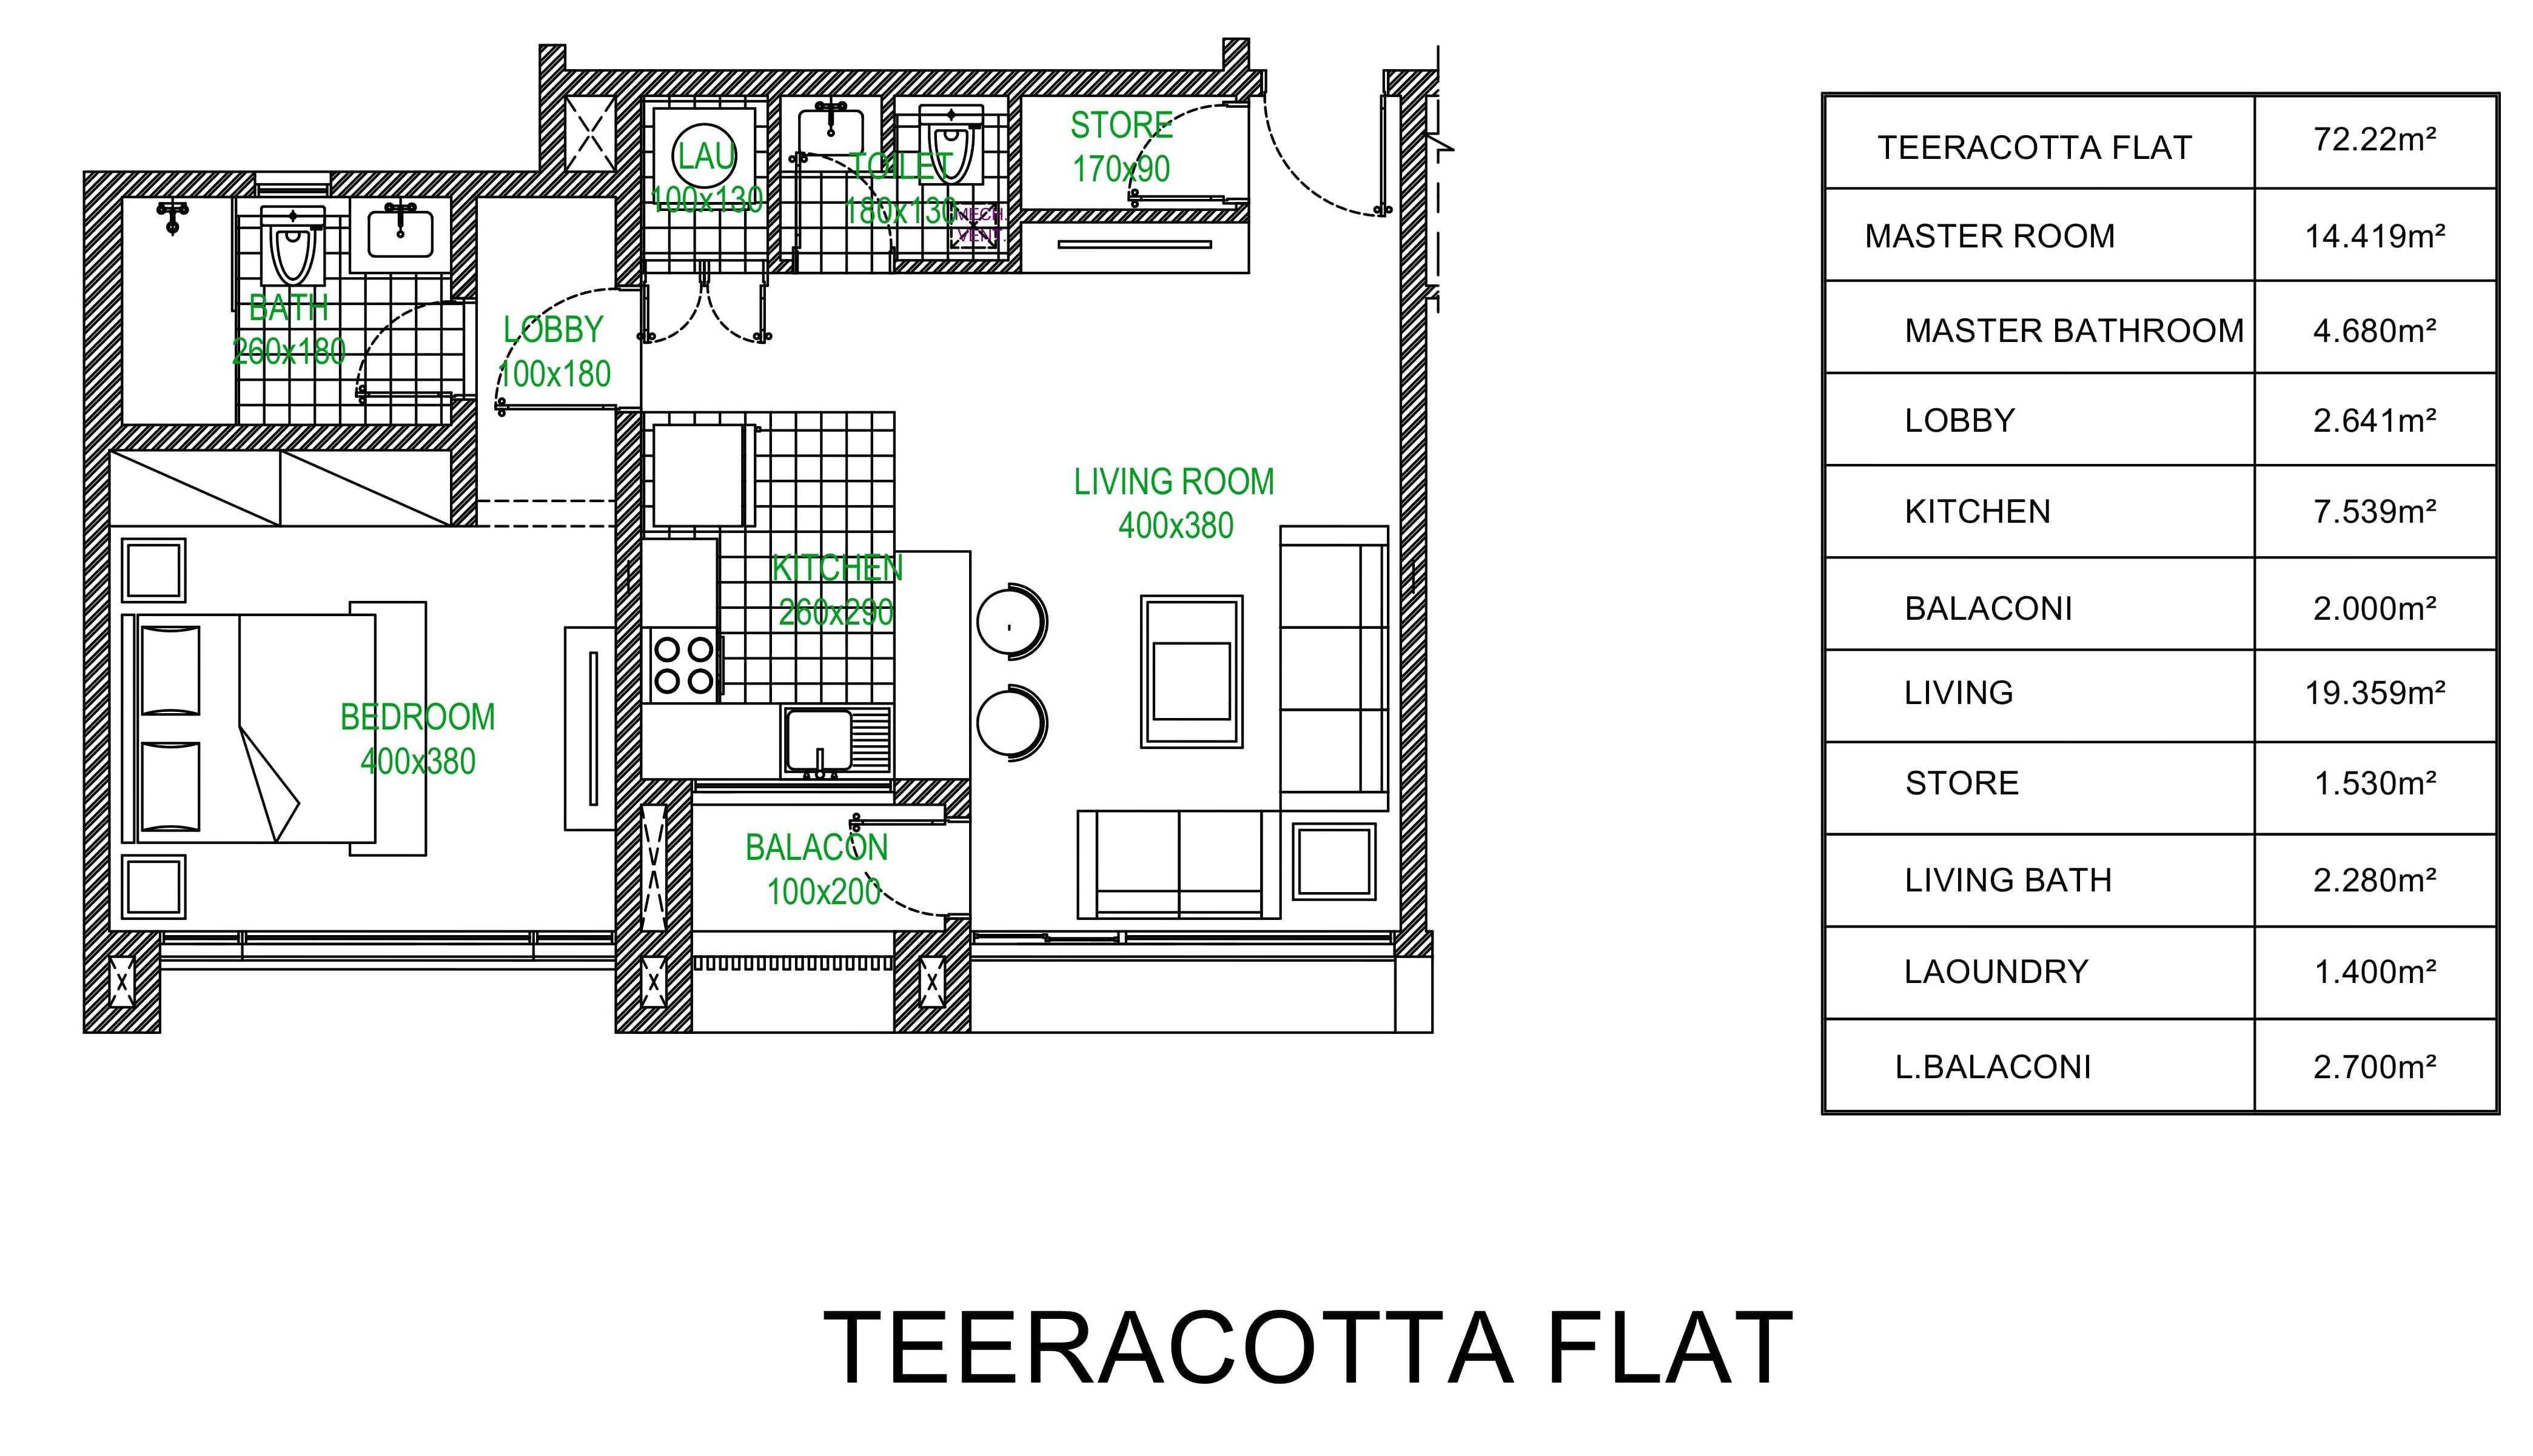 STORE
170x90
LAU
100x130
TOILET
180x130
MECH.
VENT.
BATH
260x180
LOBBY
100x180
LIVING ROOM
400x380
KITCHEN
260x290
BEDROOM
400x380
BALACON
100x200
TEERACOTTA FLAT 72.22m²
MASTER ROOM 14.419m²
MASTER BATHROOM 4.680m²
LOBBY 2.641m²
KITCHEN 7.539m²
BALACONI 2.000m²
LIVING 19.359m²
STORE 1.530m²
LIVING BATH 2.280m²
LAOUNDRY 1.400m²
L.BALACONI 2.700m²
TEERACOTTA FLAT